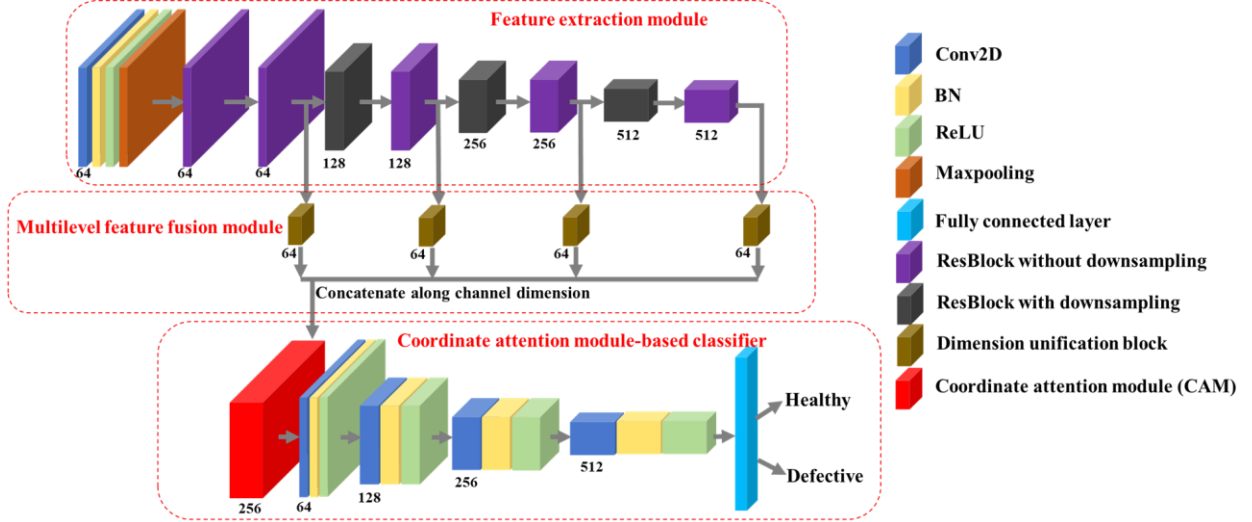 Feature extraction module
64
64
64
128
128
256
256
512
512
Multilevel feature fusion module
64
64
64
64
Concatenate along channel dimension
Coordinate attention module-based classifier
256
64
128
256
512
Healthy
Defective
Conv2D
BN
ReLU
Maxpooling
Fully connected layer
ResBlock without downsampling
ResBlock with downsampling
Dimension unification block
Coordinate attention module (CAM)